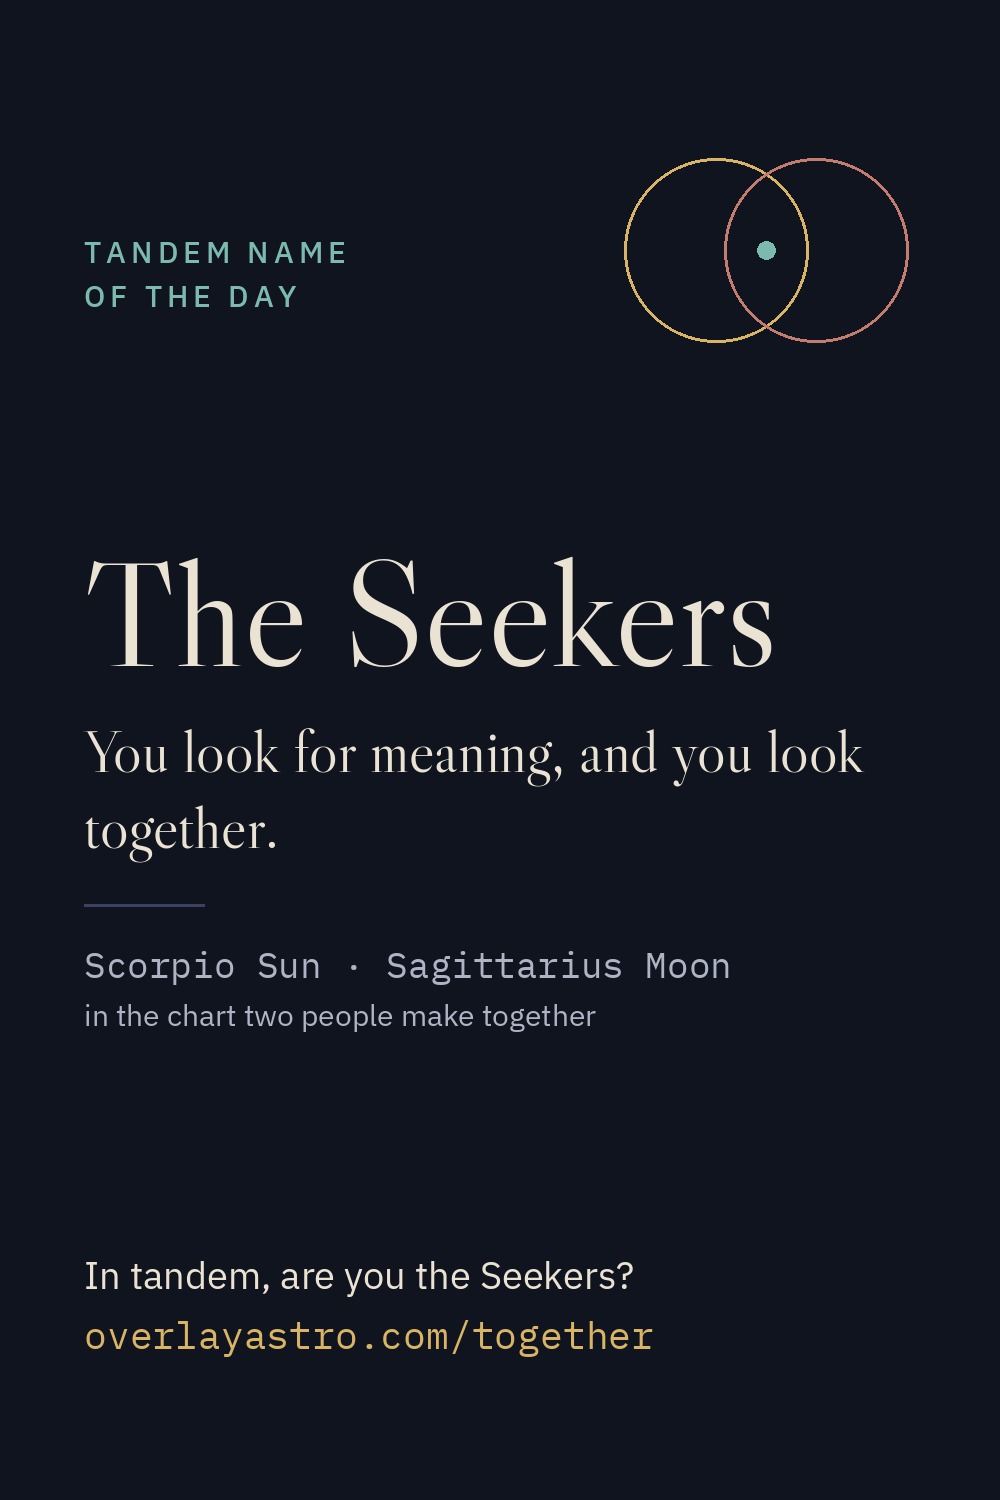 TANDEM NAME
OF THE DAY
The Seekers
You look for meaning, and you look
together.
Scorpio Sun · Sagittarius Moon
in the chart two people make together
In tandem, are you the Seekers?
overlayastro.com/together